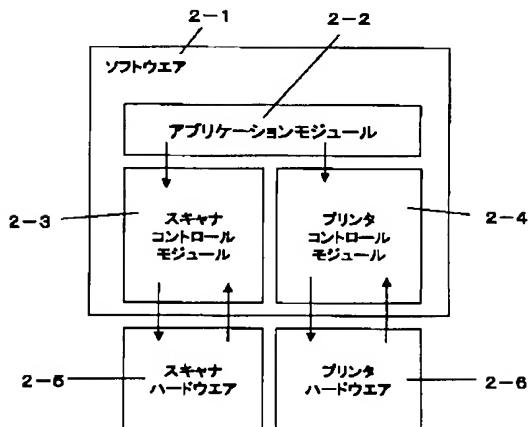 2-1
2-2
ソフトウエア
アプリケーションモジュール
2-3
スキャナ
コントロール
モジュール
プリンタ
コントロール
モジュール
2-4
2-5
スキャナ
ハードウエア
プリンタ
ハードウエア
2-6